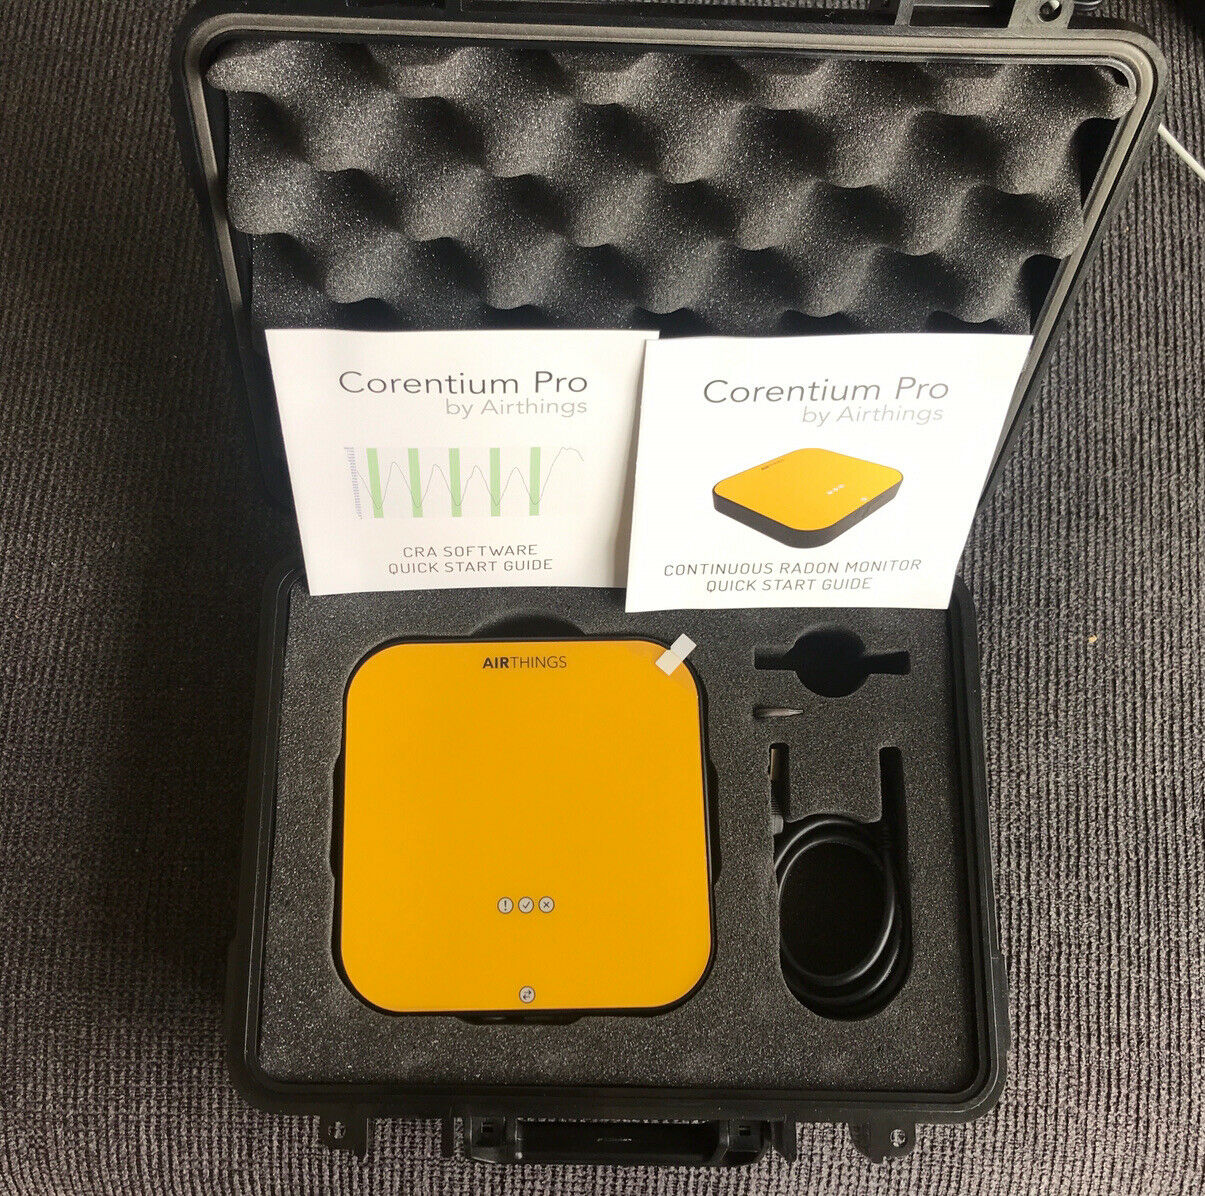 Corentium Pro
by Airthings
CRA SOFTWARE
QUICK START GUIDE
Corentium Pro
by Airthings
AIRTHINGS
CONTINUOUS RADON MONITOR
QUICK START GUIDE
AIRTHINGS